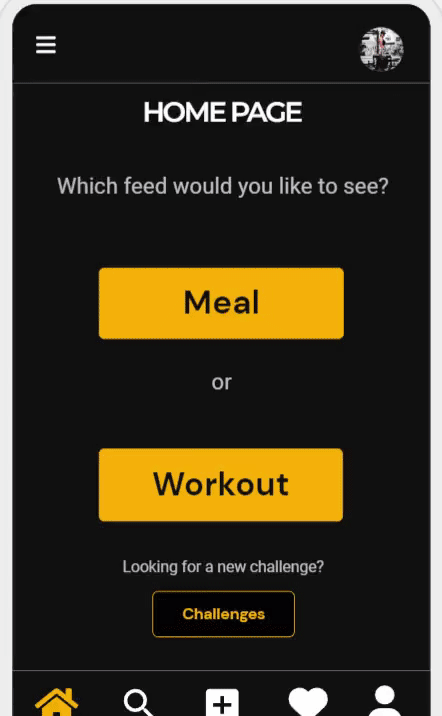 HOME PAGE
Which feed would you like to see?
Meal
or
Workout
Looking for a new challenge?
Challenges